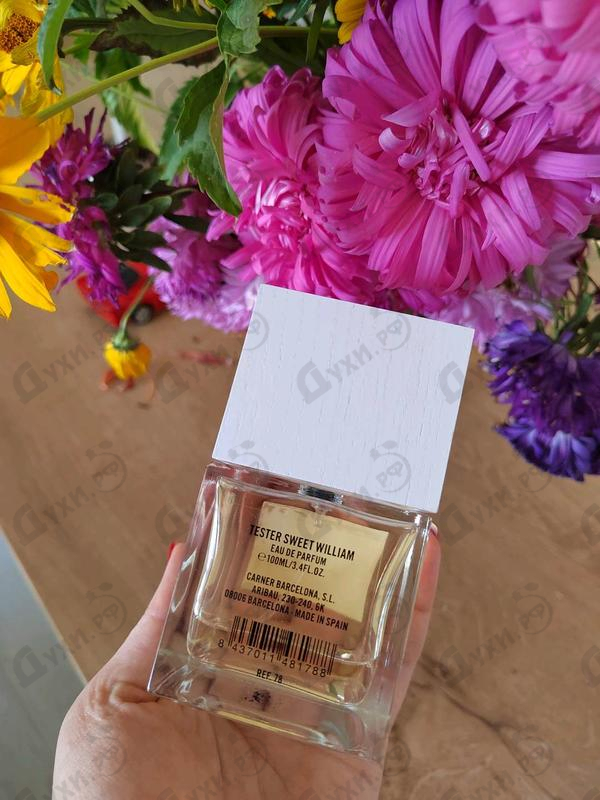 Духи.рф
TESTER SWEET WILLIAM
EAU DE PARFUM
℮100ML/3.4FL.OZ.
CARNER BARCELONA, S.L.
ARIBAU, 230-240, 6K
08006 BARCELONA - MADE IN SPAIN
8 437011 481788
REF. 78